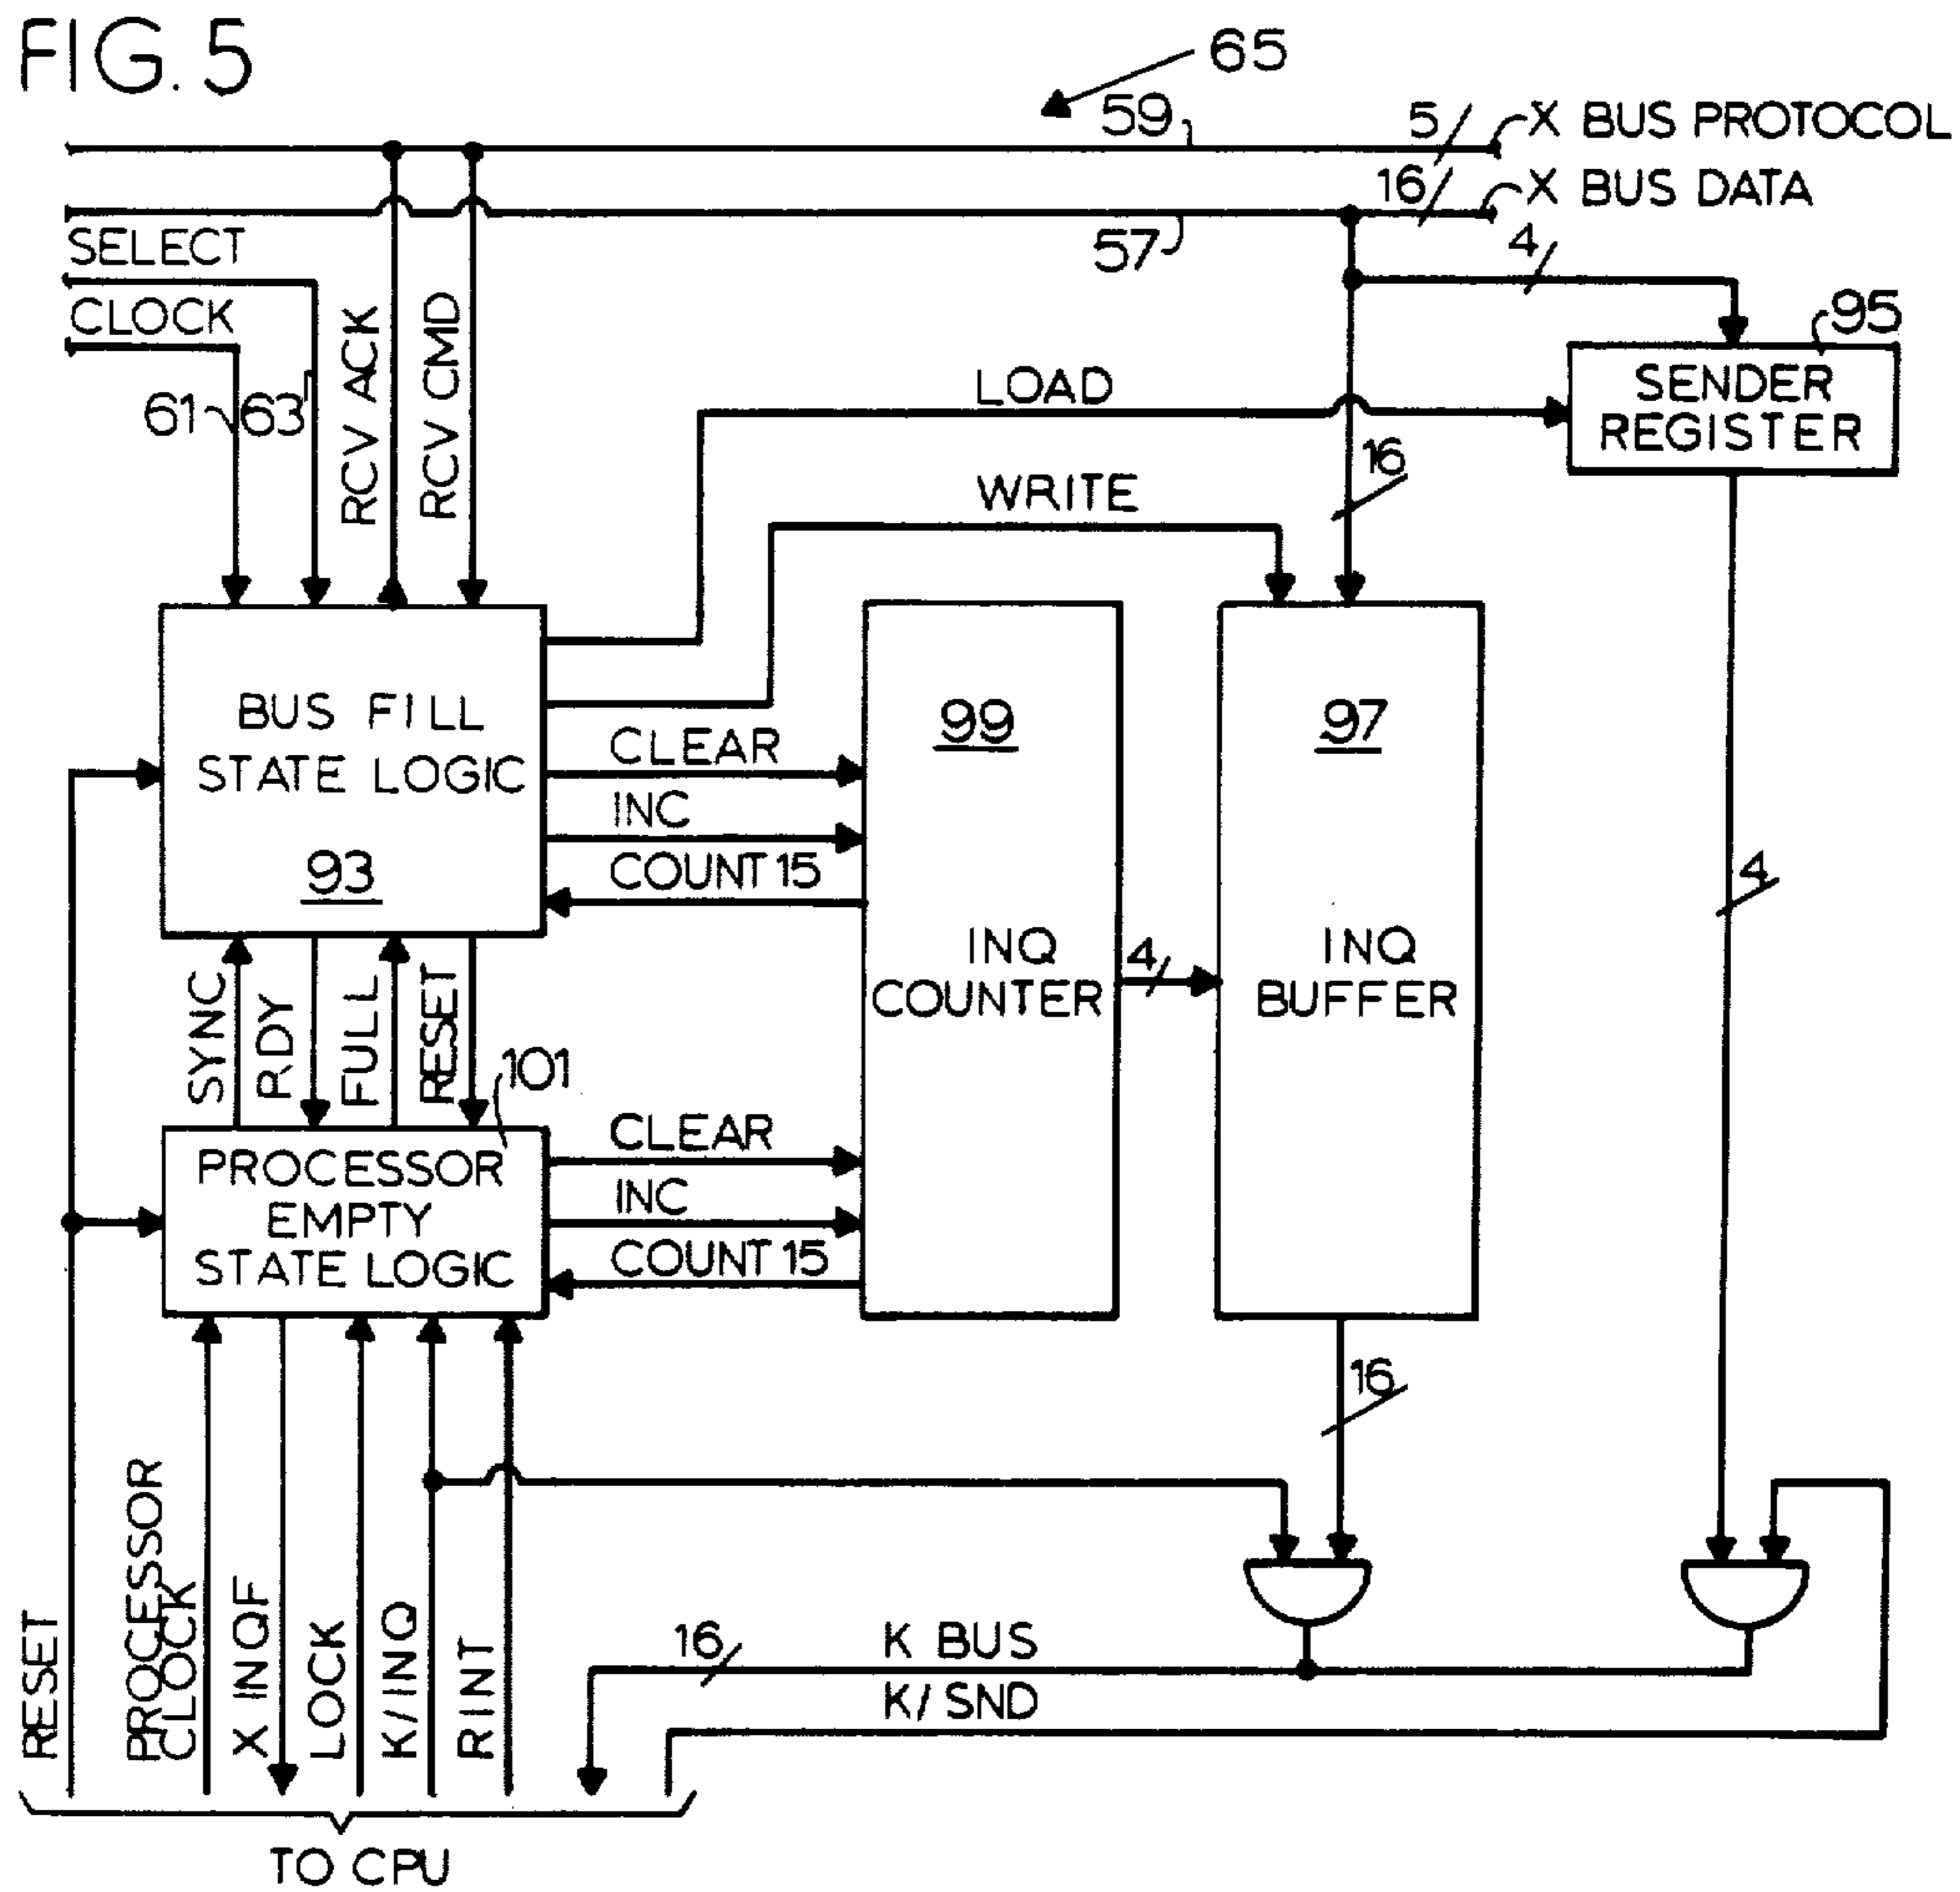 FIG. 5
65
59
5
X BUS PROTOCOL
16
X BUS DATA
57
4
SELECT
CLOCK
61
63
RCV ACK
RCV CMD
95
SENDER
REGISTER
LOAD
16
WRITE
BUS FILL
STATE LOGIC
93
CLEAR
INC
COUNT 15
99
INQ
COUNTER
4
97
INQ
BUFFER
4
SYNC
RDY
FULL
RESET
101
PROCESSOR
EMPTY
STATE LOGIC
CLEAR
INC
COUNT 15
16
RESET
PROCESSOR
CLOCK
X INQF
LOCK
K/INQ
RINT
16
K BUS
K/SND
TO CPU